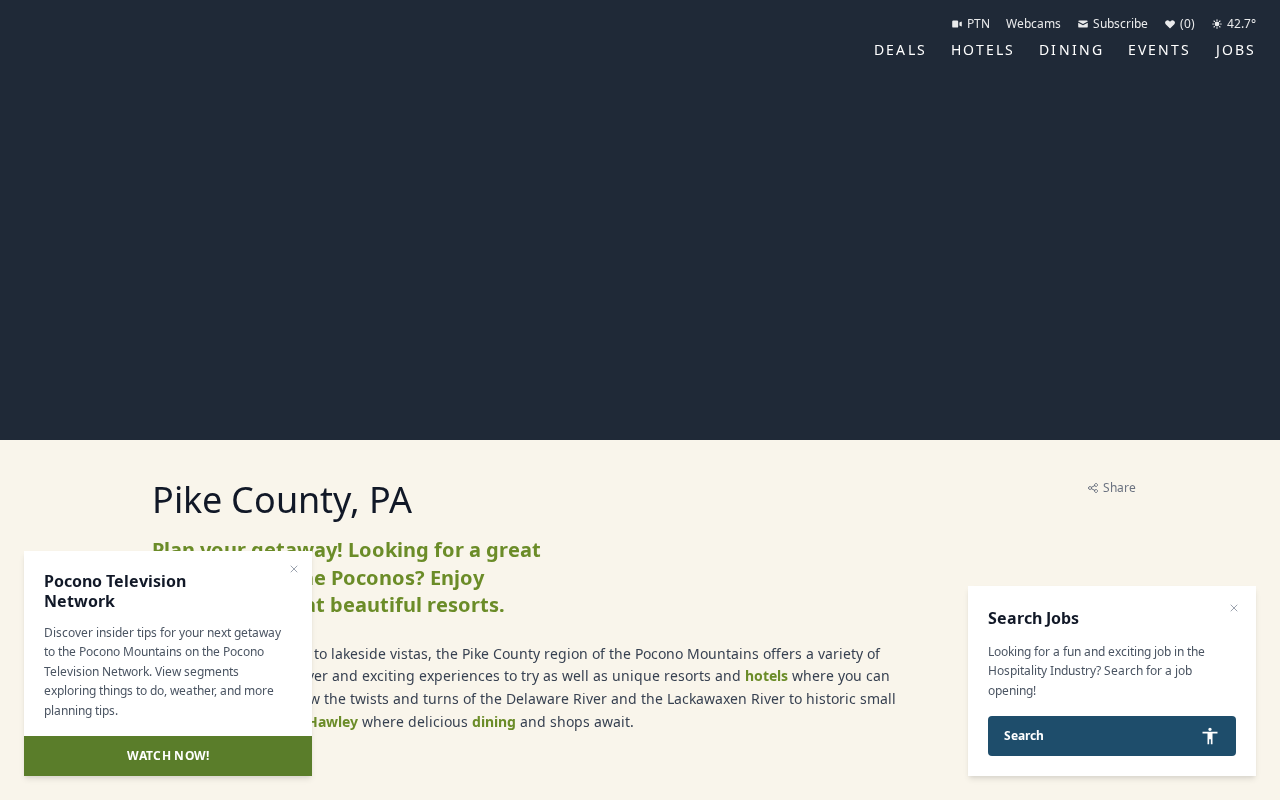 PTN Webcams Subscribe (0) 42.7°
DEALS HOTELS DINING EVENTS JOBS
Pike County, PA
Share
Plan your getaway! Looking for a great
e Poconos? Enjoy
at beautiful resorts.
to lakeside vistas, the Pike County region of the Pocono Mountains offers a variety of
ver and exciting experiences to try as well as unique resorts and hotels where you can
w the twists and turns of the Delaware River and the Lackawaxen River to historic small
Hawley where delicious dining and shops await.
Pocono Television
Network
Discover insider tips for your next getaway
to the Pocono Mountains on the Pocono
Television Network. View segments
exploring things to do, weather, and more
planning tips.
WATCH NOW!
Search Jobs
Looking for a fun and exciting job in the
Hospitality Industry? Search for a job
opening!
Search